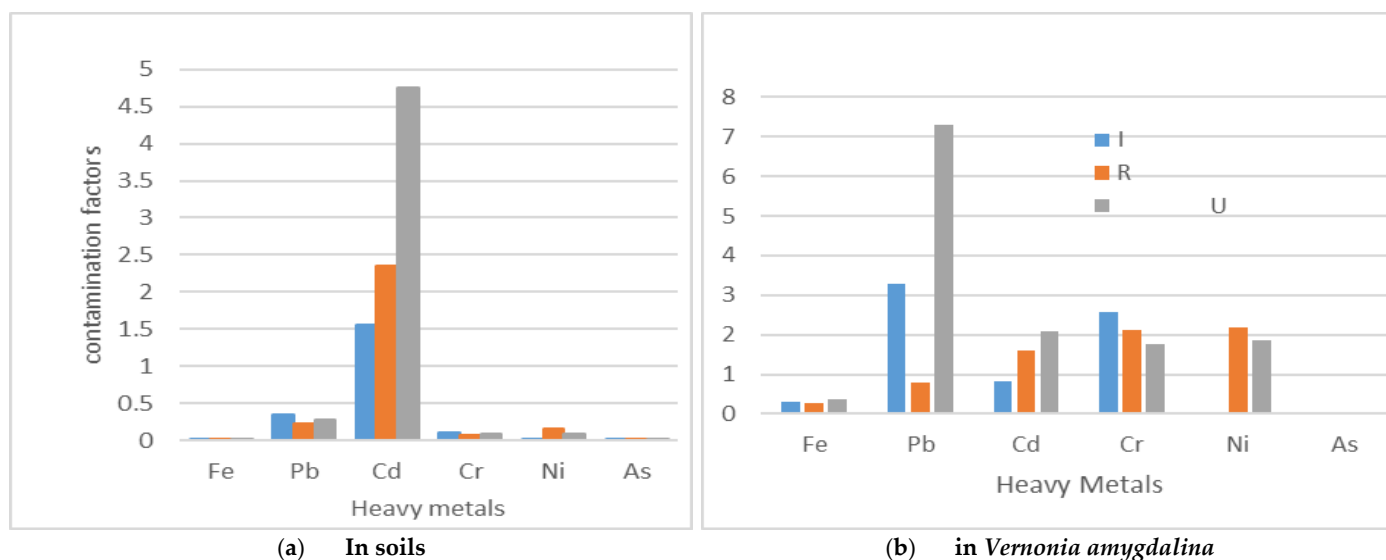 contamination factors
5
4.5
4
3.5
3
2.5
2
1.5
1
0.5
0
Fe Pb Cd Cr Ni As
Heavy metals
(a) In soils
8
7
6
5
4
3
2
1
0
I
R
U
Fe Pb Cd Cr Ni As
Heavy Metals
(b) in Vernonia amygdalina